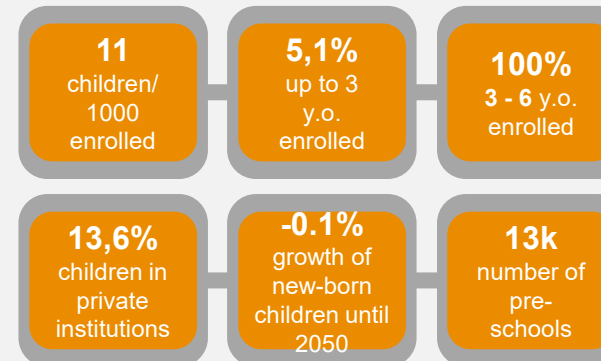 11
children/
1000
enrolled
5,1%
up to 3
y.o.
enrolled
100%
3 - 6 y.o.
enrolled
13,6%
children in
private
institutions
-0.1%
growth of
new-born
children until
2050
13k
number of
pre-
schools